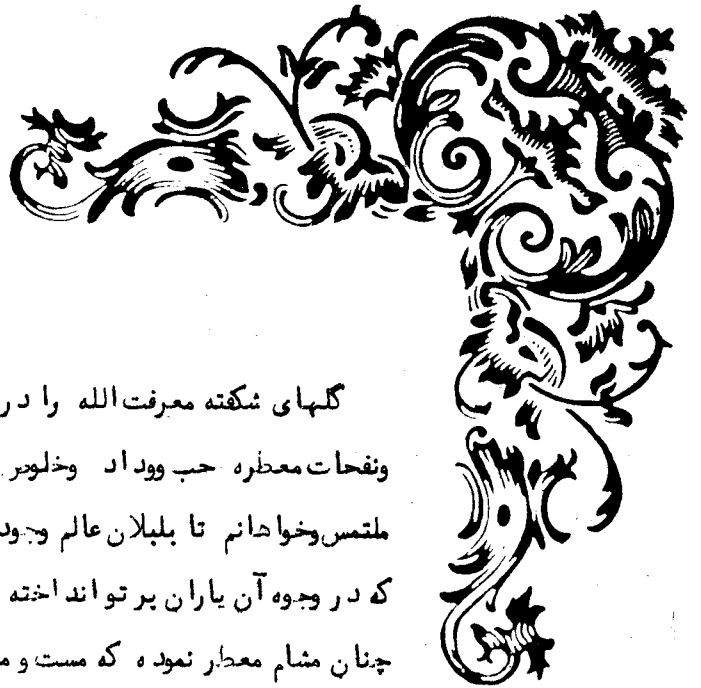 گلهای شکفته معرفت الله را در
ونفحات معطره حب ووداد وخلوص
ملتمس وخواهانم تا بلبلان عالم وجود
که در وجوه آن یاران پرتو انداخته
چنان مشام معطر نموده که مست و م